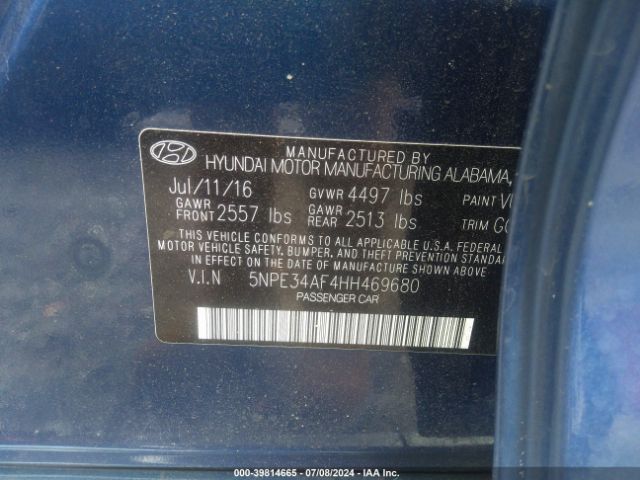 MANUFACTURED BY
HYUNDAI MOTOR MANUFACTURING ALABAMA,
Jul/11/16 GVWR 4497 lbs PAINT
GAWR FRONT 2557 lbs GAWR REAR 2513 lbs TRIM
THIS VEHICLE CONFORMS TO ALL APPLICABLE U.S.A. FEDERAL
MOTOR VEHICLE SAFETY, BUMPER, AND THEFT PREVENTION STANDARDS
IN EFFECT ON THE DATE OF MANUFACTURE SHOWN ABOVE.
V.I.N 5NPE34AF4HH469680
PASSENGER CAR
000-39814665 - 07/08/2024 - IAA Inc.